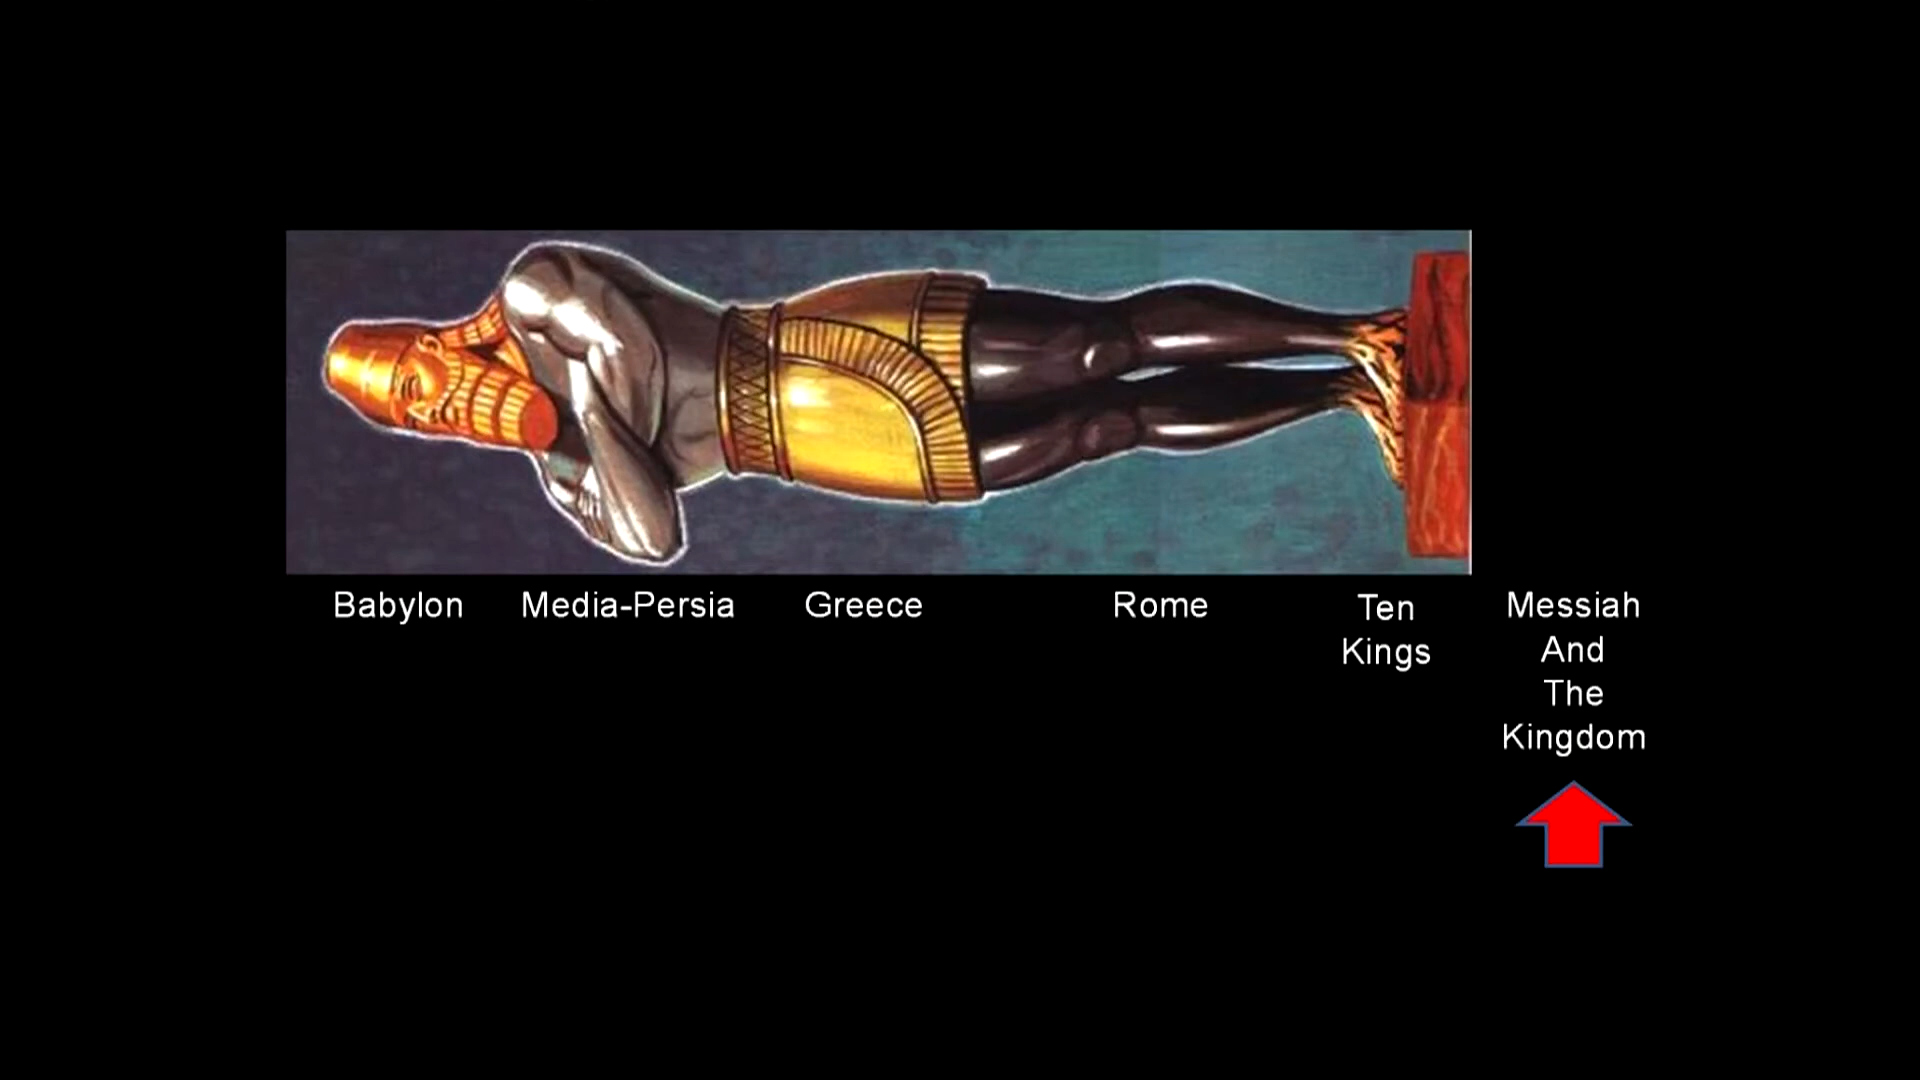 Babylon
Media-Persia
Greece
Rome
Ten
Kings
Messiah
And
The
Kingdom